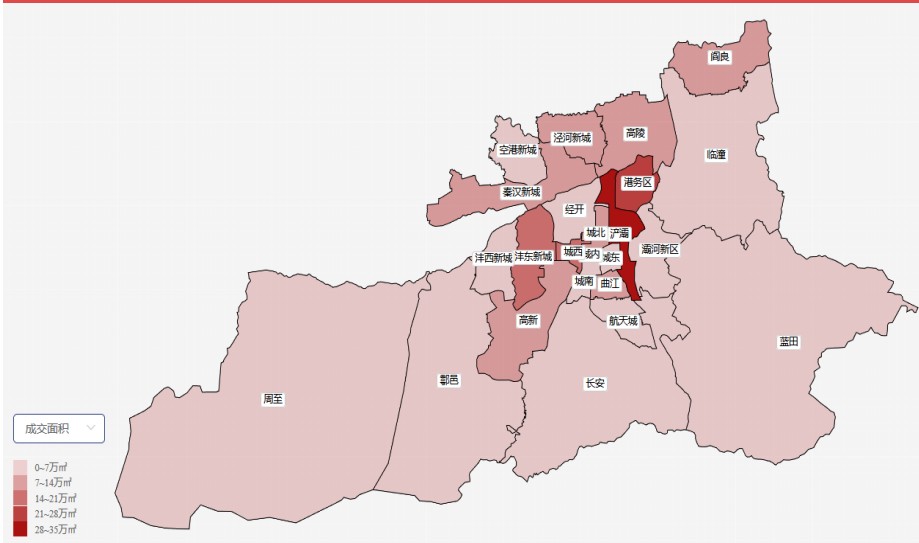 阎良
高陵
泾河新城
空港新城
临潼
港务区
秦汉新城
经开
城北
浐灞
灞河新区
城西
城内
城东
沣西新城
沣东新城
城南
曲江
高新
航天城
蓝田
鄠邑
长安
周至
成交面积
0~7万㎡
7~14万㎡
14~21万㎡
21~28万㎡
28~35万㎡